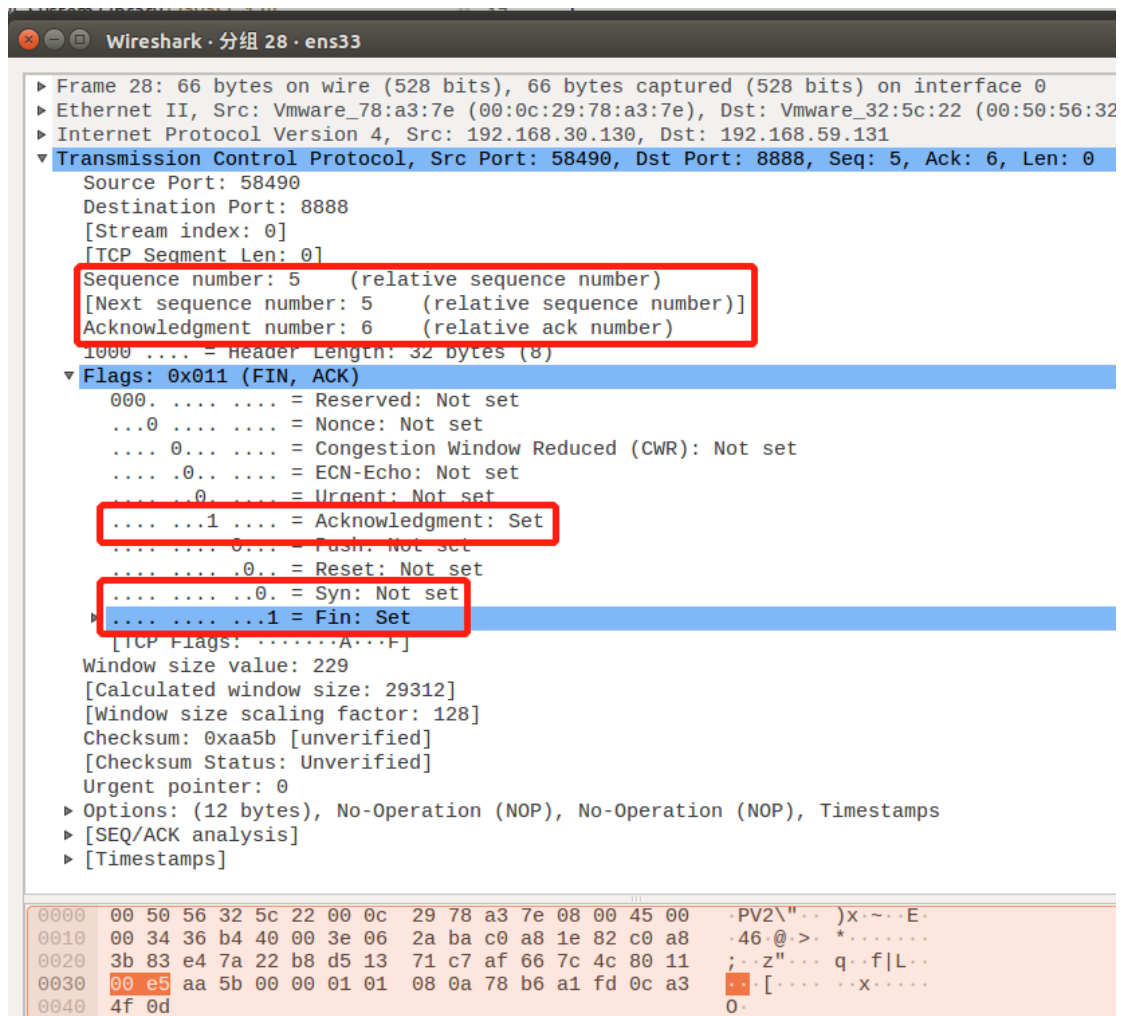 Wireshark · 分组 28 · ens33
Frame 28: 66 bytes on wire (528 bits), 66 bytes captured (528 bits) on interface 0
Ethernet II, Src: Vmware_78:a3:7e (00:0c:29:78:a3:7e), Dst: Vmware_32:5c:22 (00:50:56:32
Internet Protocol Version 4, Src: 192.168.30.130, Dst: 192.168.59.131
Transmission Control Protocol, Src Port: 58490, Dst Port: 8888, Seq: 5, Ack: 6, Len: 0
Source Port: 58490
Destination Port: 8888
[Stream index: 0]
[TCP Segment Len: 0]
Sequence number: 5    (relative sequence number)
[Next sequence number: 5    (relative sequence number)]
Acknowledgment number: 6    (relative ack number)
1000 .... = Header Length: 32 bytes (8)
Flags: 0x011 (FIN, ACK)
000. .... .... = Reserved: Not set
...0 .... .... = Nonce: Not set
.... 0... .... = Congestion Window Reduced (CWR): Not set
.... .0.. .... = ECN-Echo: Not set
.... ..0. .... = Urgent: Not set
.... ...1 .... = Acknowledgment: Set
.... .... 0... = Push: Not set
.... .... .0.. = Reset: Not set
.... .... ..0. = Syn: Not set
.... .... ...1 = Fin: Set
[TCP Flags: ·······A···F]
Window size value: 229
[Calculated window size: 29312]
[Window size scaling factor: 128]
Checksum: 0xaa5b [unverified]
[Checksum Status: Unverified]
Urgent pointer: 0
Options: (12 bytes), No-Operation (NOP), No-Operation (NOP), Timestamps
[SEQ/ACK analysis]
[Timestamps]
0000 00 50 56 32 5c 22 00 0c 29 78 a3 7e 08 00 45 00 ·PV2\"·· )x·~··E·
0010 00 34 36 b4 40 00 3e 06 2a ba c0 a8 1e 82 c0 a8 ·46·@·>· *·······
0020 3b 83 e4 7a 22 b8 d5 13 71 c7 af 66 7c 4c 80 11 ;··z"··· q··f|L··
0030 00 e5 aa 5b 00 00 01 01 08 0a 78 b6 a1 fd 0c a3 ···[···· ··x·····
0040 4f 0d O·